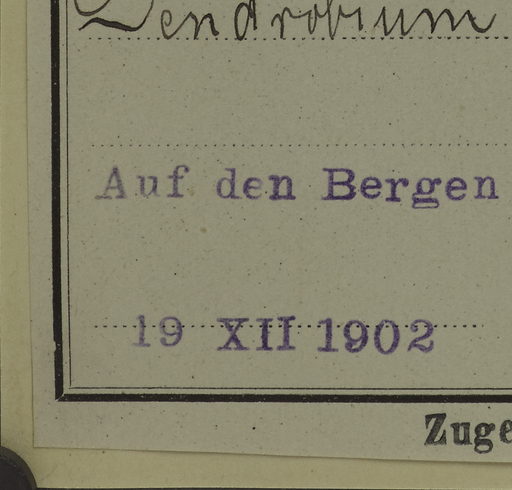 Dendrobium
Auf den Bergen
19 XII 1902
Zuge